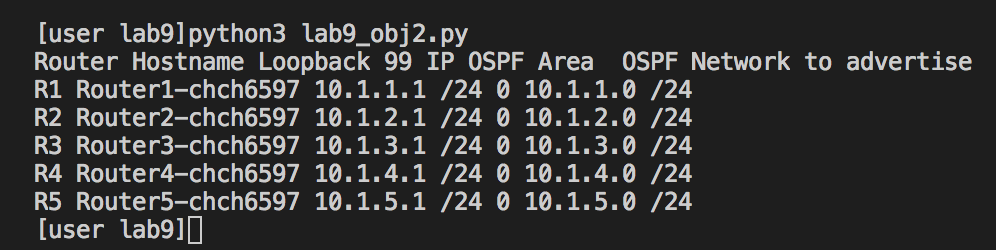 [user lab9]python3 lab9_obj2.py
Router Hostname Loopback 99 IP OSPF Area  OSPF Network to advertise
R1 Router1-chch6597 10.1.1.1 /24 0 10.1.1.0 /24
R2 Router2-chch6597 10.1.2.1 /24 0 10.1.2.0 /24
R3 Router3-chch6597 10.1.3.1 /24 0 10.1.3.0 /24
R4 Router4-chch6597 10.1.4.1 /24 0 10.1.4.0 /24
R5 Router5-chch6597 10.1.5.1 /24 0 10.1.5.0 /24
[user lab9]